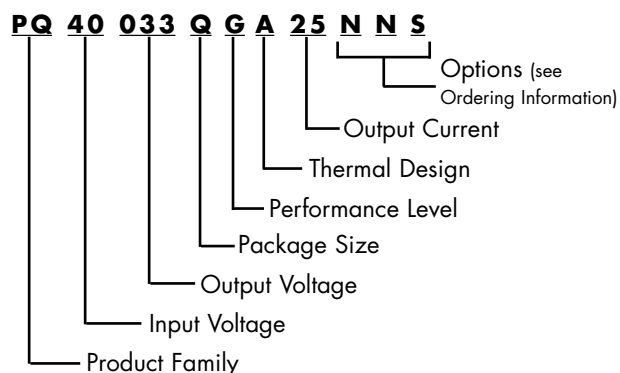 PQ 40 033 Q G A 25 N N S
Options (see
Ordering Information)
Output Current
Thermal Design
Performance Level
Package Size
Output Voltage
Input Voltage
Product Family